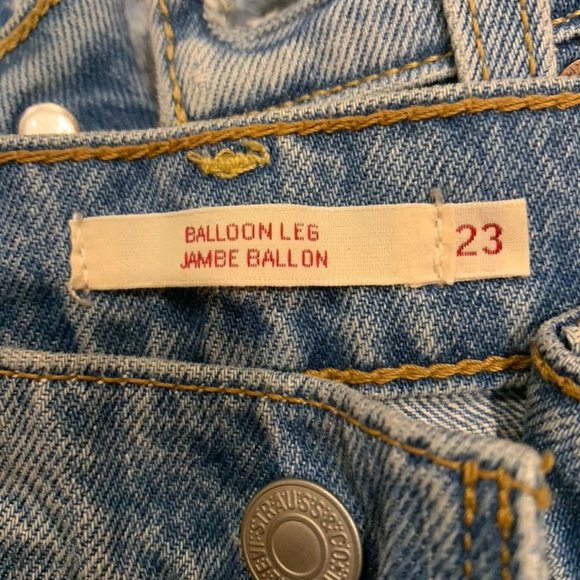 BALLOON LEG
JAMBE BALLON
23
LEVI STRAUSS & CO